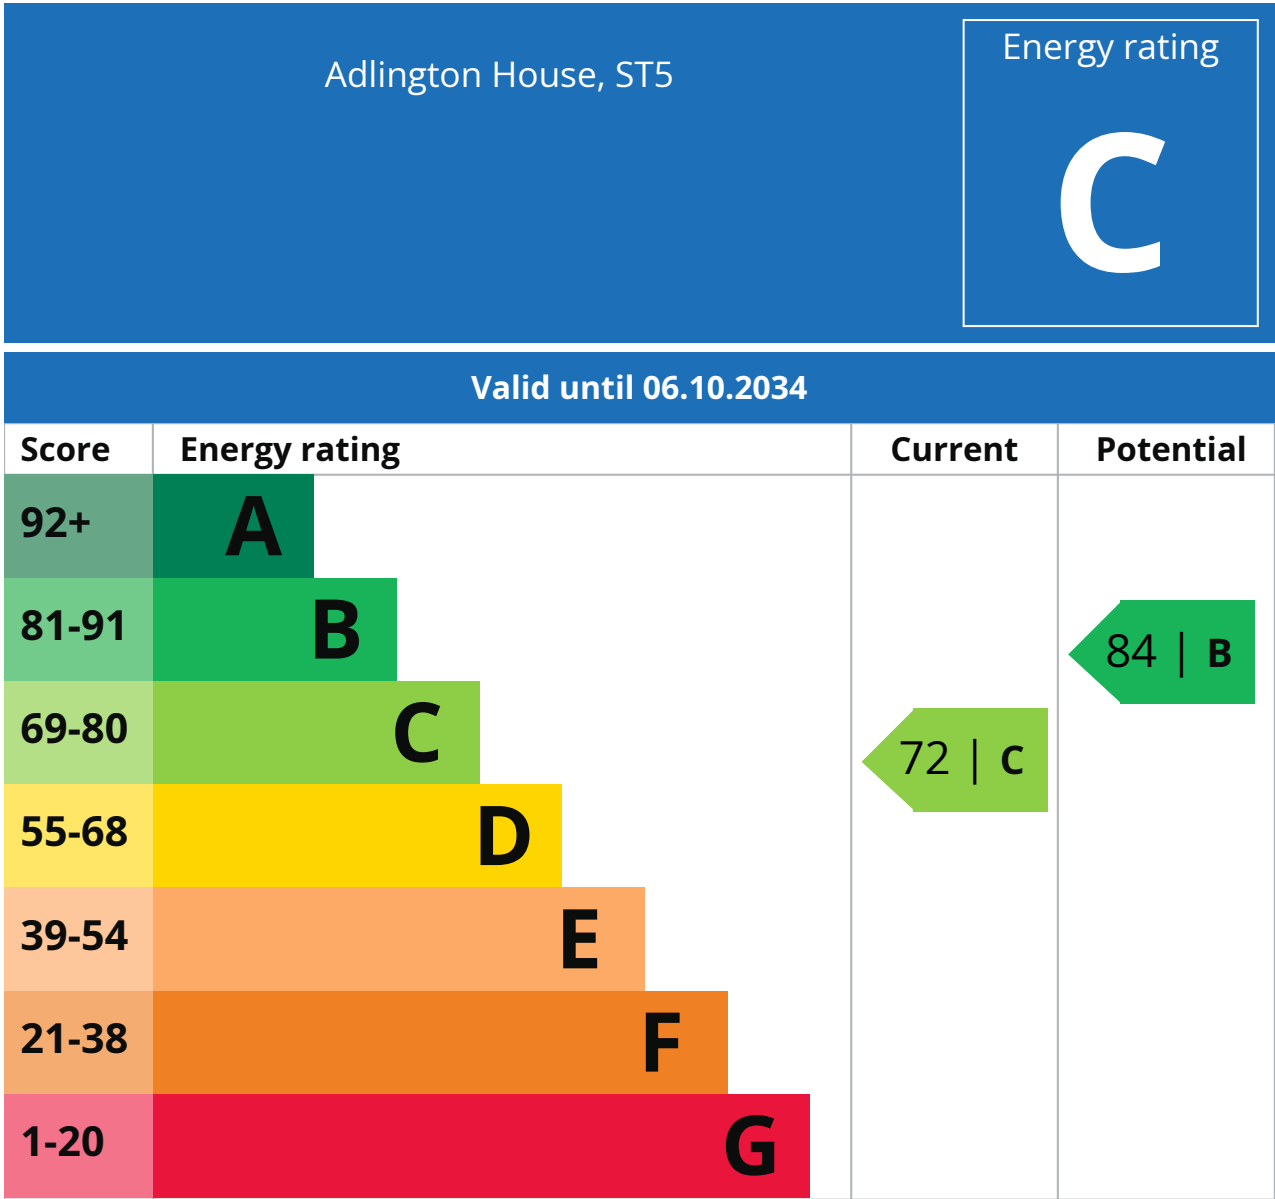 Adlington House, ST5
Energy rating
C
Valid until 06.10.2034
Score Energy rating Current Potential
92+ A
81-91 B
84 | B
69-80 C
72 | C
55-68 D
39-54 E
21-38 F
1-20 G